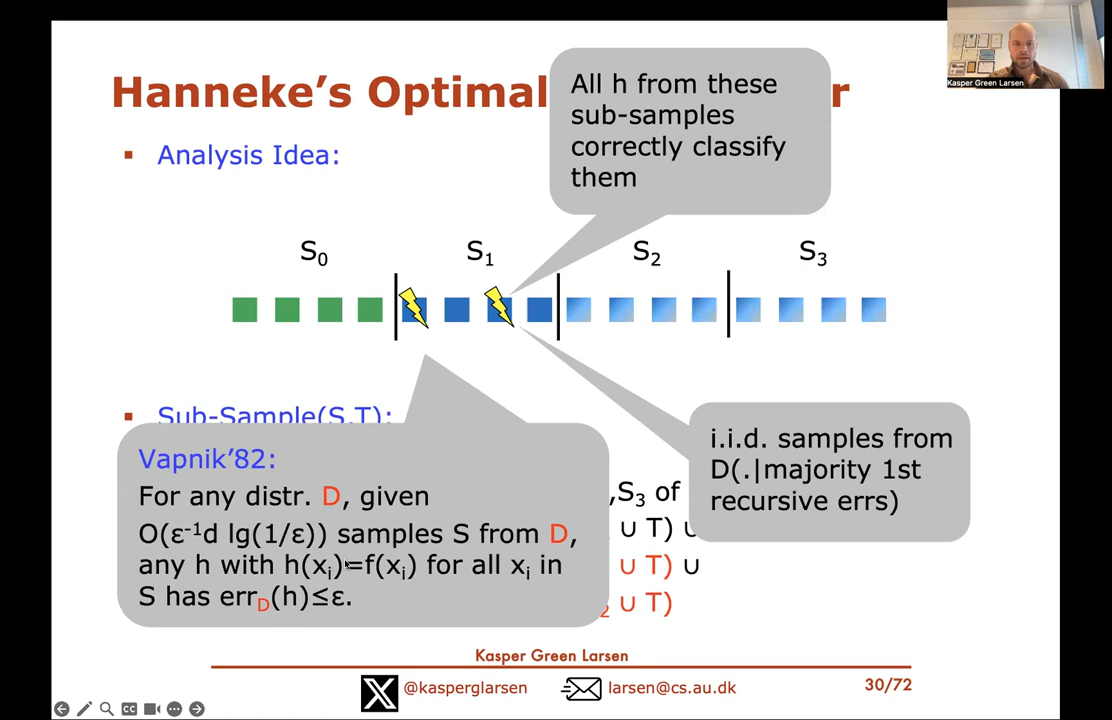 Hanneke's Optimal
r
All h from these
sub-samples
correctly classify
them
Kasper Green Larsen
▪ Analysis Idea:
S₀ S₁ S₂ S₃
▪ Sub-Sample(S,T):
Vapnik'82:
For any distr. D, given
O(ε⁻¹d lg(1/ε)) samples S from D,
any h with h(xᵢ)=f(xᵢ) for all xᵢ in
S has err_D(h)≤ε.
i.i.d. samples from
D(.|majority 1st
recursive errs)
,S₃ of
∪ T) ∪
∪ T) ∪
₂ ∪ T)
Kasper Green Larsen
@kasperglarsen larsen@cs.au.dk 30/72
CC